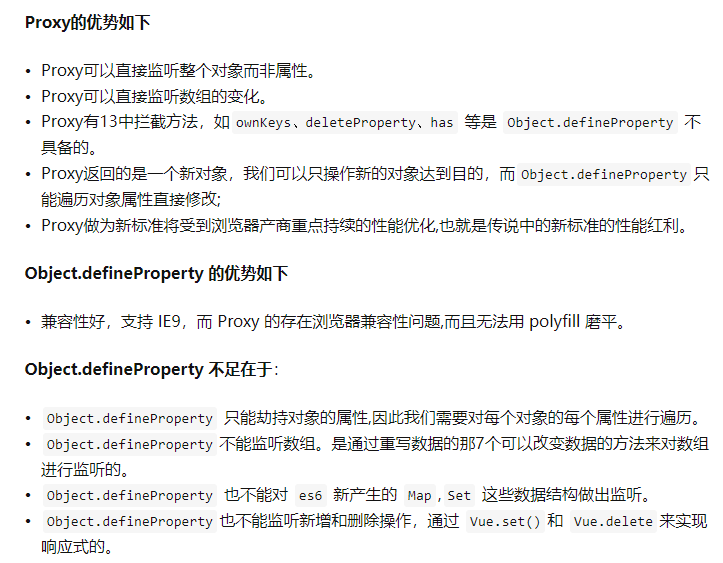 Proxy的优势如下
• Proxy可以直接监听整个对象而非属性。
• Proxy可以直接监听数组的变化。
• Proxy有13中拦截方法，如 ownKeys、deleteProperty、has 等是 Object.defineProperty 不
具备的。
• Proxy返回的是一个新对象，我们可以只操作新的对象达到目的，而 Object.defineProperty 只
能遍历对象属性直接修改;
• Proxy做为新标准将受到浏览器产商重点持续的性能优化,也就是传说中的新标准的性能红利。
Object.defineProperty 的优势如下
• 兼容性好，支持 IE9，而 Proxy 的存在浏览器兼容性问题,而且无法用 polyfill 磨平。
Object.defineProperty 不足在于：
• Object.defineProperty 只能劫持对象的属性,因此我们需要对每个对象的每个属性进行遍历。
• Object.defineProperty 不能监听数组。是通过重写数据的那7个可以改变数据的方法来对数组
进行监听的。
• Object.defineProperty 也不能对 es6 新产生的 Map , Set 这些数据结构做出监听。
• Object.defineProperty 也不能监听新增和删除操作，通过 Vue.set() 和 Vue.delete 来实现
响应式的。